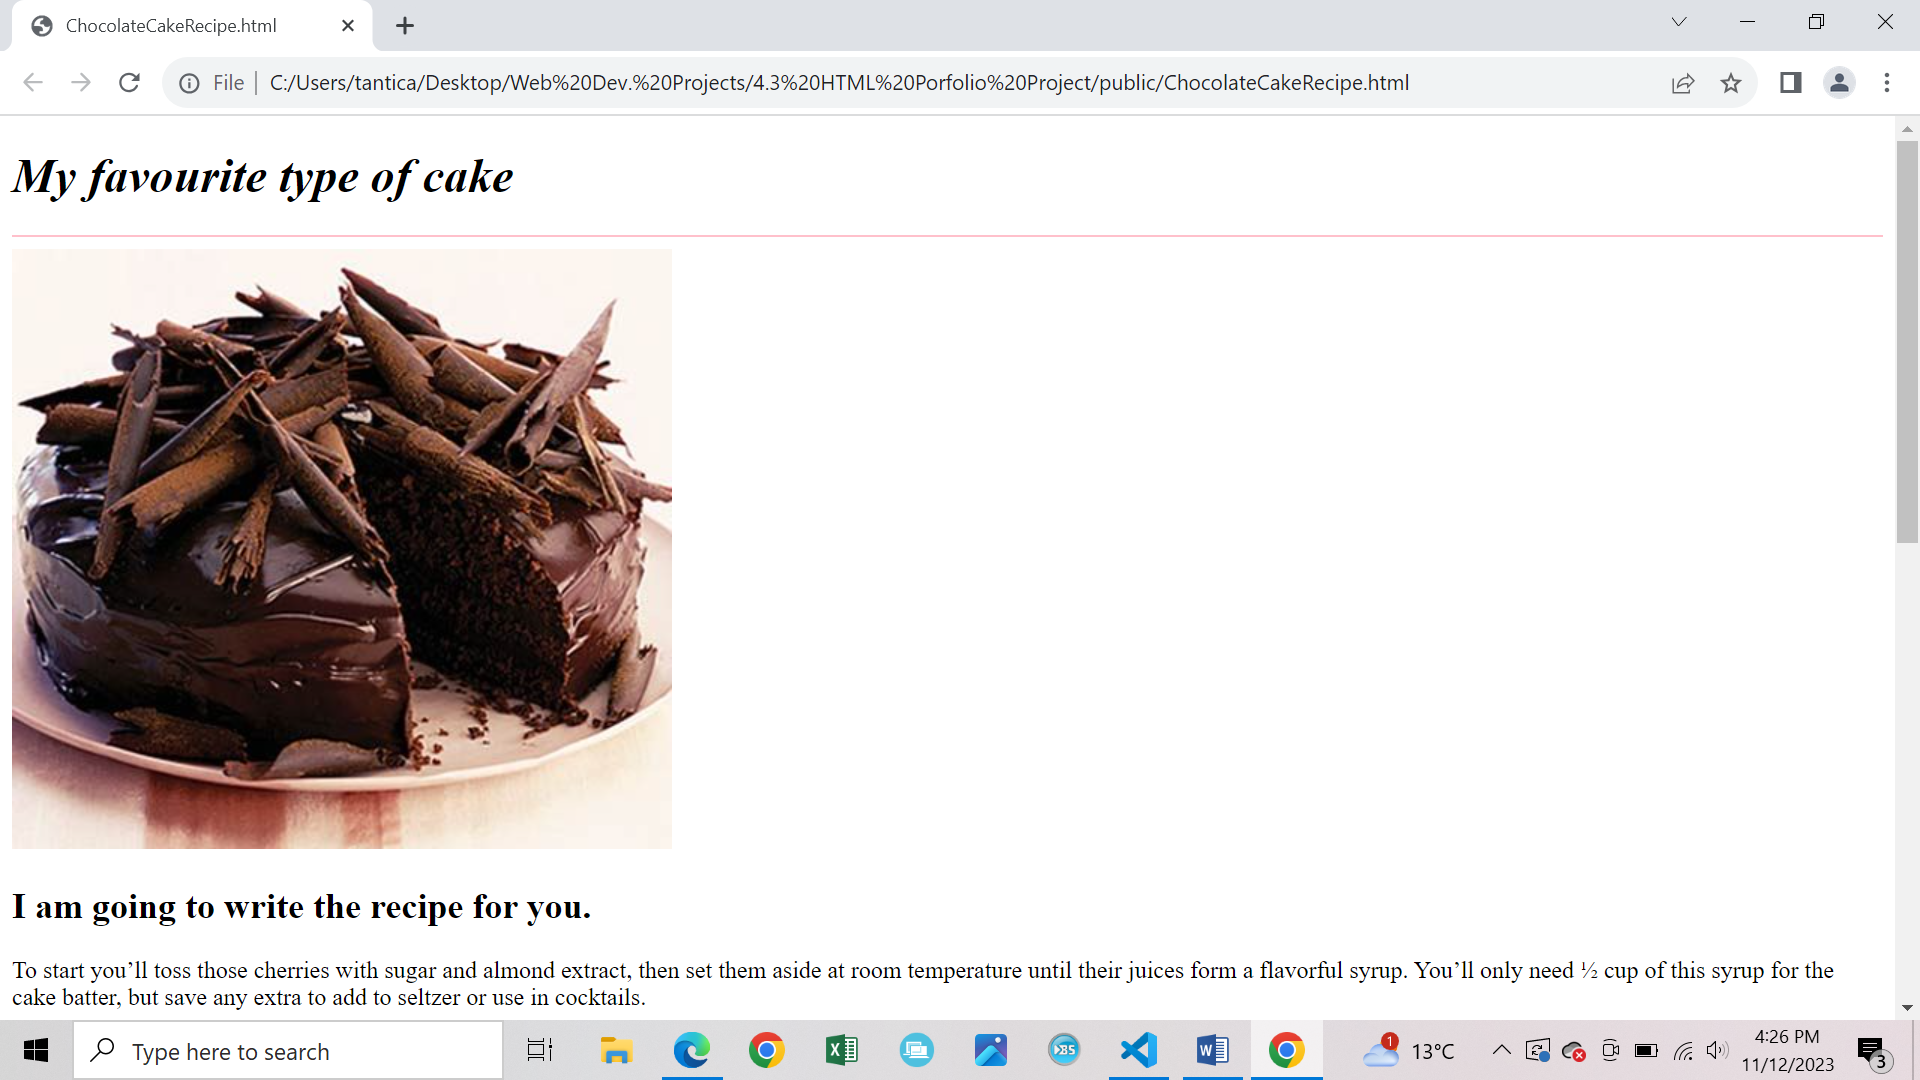 ChocolateCakeRecipe.html
File C:/Users/tantica/Desktop/Web%20Dev.%20Projects/4.3%20HTML%20Porfolio%20Project/public/ChocolateCakeRecipe.html
My favourite type of cake
I am going to write the recipe for you.
To start you’ll toss those cherries with sugar and almond extract, then set them aside at room temperature until their juices form a flavorful syrup. You’ll only need ½ cup of this syrup for the
cake batter, but save any extra to add to seltzer or use in cocktails.
Type here to search
1
13°C
4:26 PM
11/12/2023
3